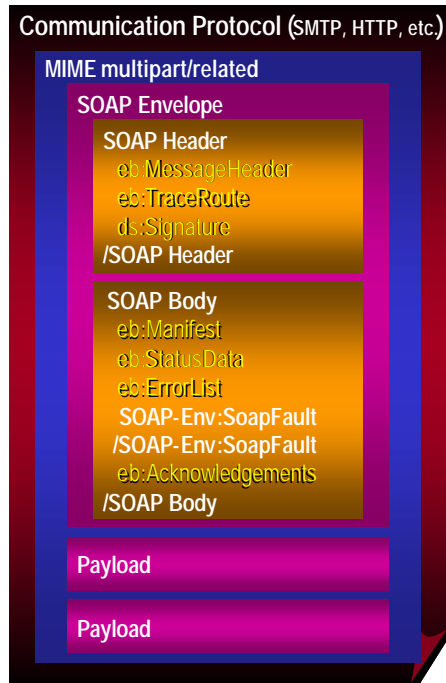 Communication Protocol (SMTP, HTTP, etc.)
MIME multipart/related
SOAP Envelope
SOAP Header
eb:MessageHeader
eb:TraceRoute
ds:Signature
/SOAP Header
SOAP Body
eb:Manifest
eb:StatusData
eb:ErrorList
SOAP-Env:SoapFault
/SOAP-Env:SoapFault
eb:Acknowledgements
/SOAP Body
Payload
Payload